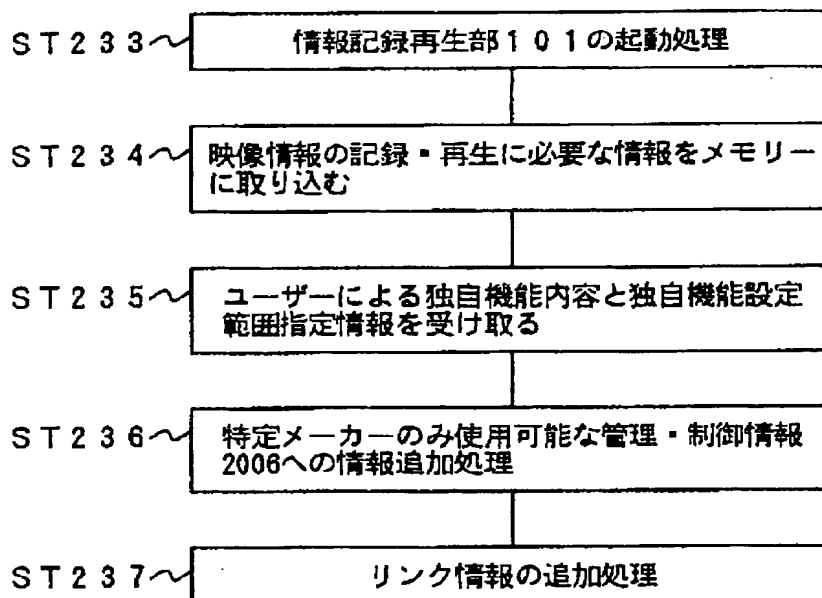 ST233 情報記録再生部101の起動処理
ST234 映像情報の記録・再生に必要な情報をメモリー
に取り込む
ST235 ユーザーによる独自機能内容と独自機能設定
範囲指定情報を受け取る
ST236 特定メーカーのみ使用可能な管理・制御情報
2006への情報追加処理
ST237 リンク情報の追加処理